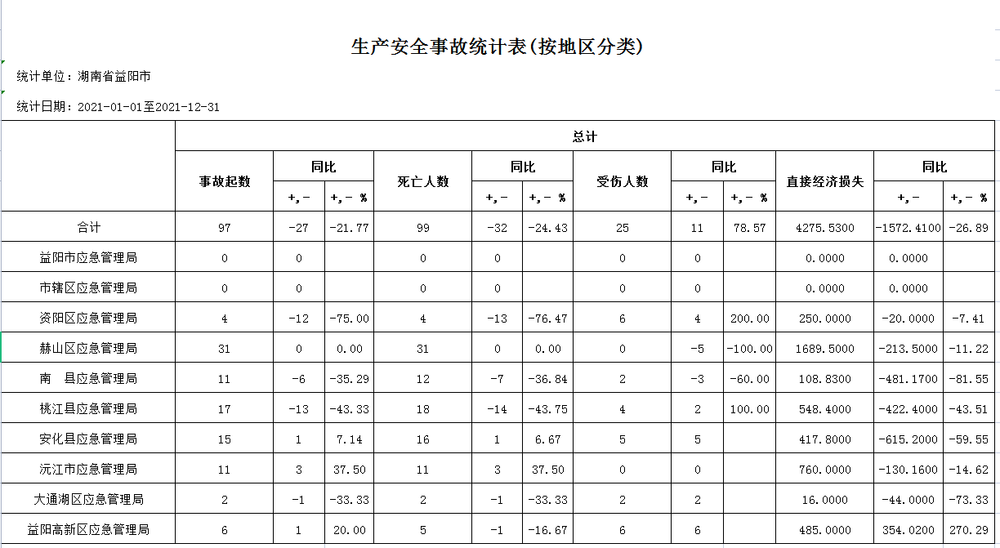 生产安全事故统计表(按地区分类)
统计单位：湖南省益阳市
统计日期：2021-01-01至2021-12-31
总计
事故起数 同比 死亡人数 同比 受伤人数 同比 直接经济损失 同比
+,- +,- % +,- +,- % +,- +,- % +,- +,- %
合计 97 -27 -21.77 99 -32 -24.43 25 11 78.57 4275.5300 -1572.4100 -26.89
益阳市应急管理局 0 0 0 0 0 0 0.0000 0.0000
市辖区应急管理局 0 0 0 0 0 0 0.0000 0.0000
资阳区应急管理局 4 -12 -75.00 4 -13 -76.47 6 4 200.00 250.0000 -20.0000 -7.41
赫山区应急管理局 31 0 0.00 31 0 0.00 0 -5 -100.00 1689.5000 -213.5000 -11.22
南　县应急管理局 11 -6 -35.29 12 -7 -36.84 2 -3 -60.00 108.8300 -481.1700 -81.55
桃江县应急管理局 17 -13 -43.33 18 -14 -43.75 4 2 100.00 548.4000 -422.4000 -43.51
安化县应急管理局 15 1 7.14 16 1 6.67 5 5 417.8000 -615.2000 -59.55
沅江市应急管理局 11 3 37.50 11 3 37.50 0 0 760.0000 -130.1600 -14.62
大通湖区应急管理局 2 -1 -33.33 2 -1 -33.33 2 2 16.0000 -44.0000 -73.33
益阳高新区应急管理局 6 1 20.00 5 -1 -16.67 6 6 485.0000 354.0200 270.29